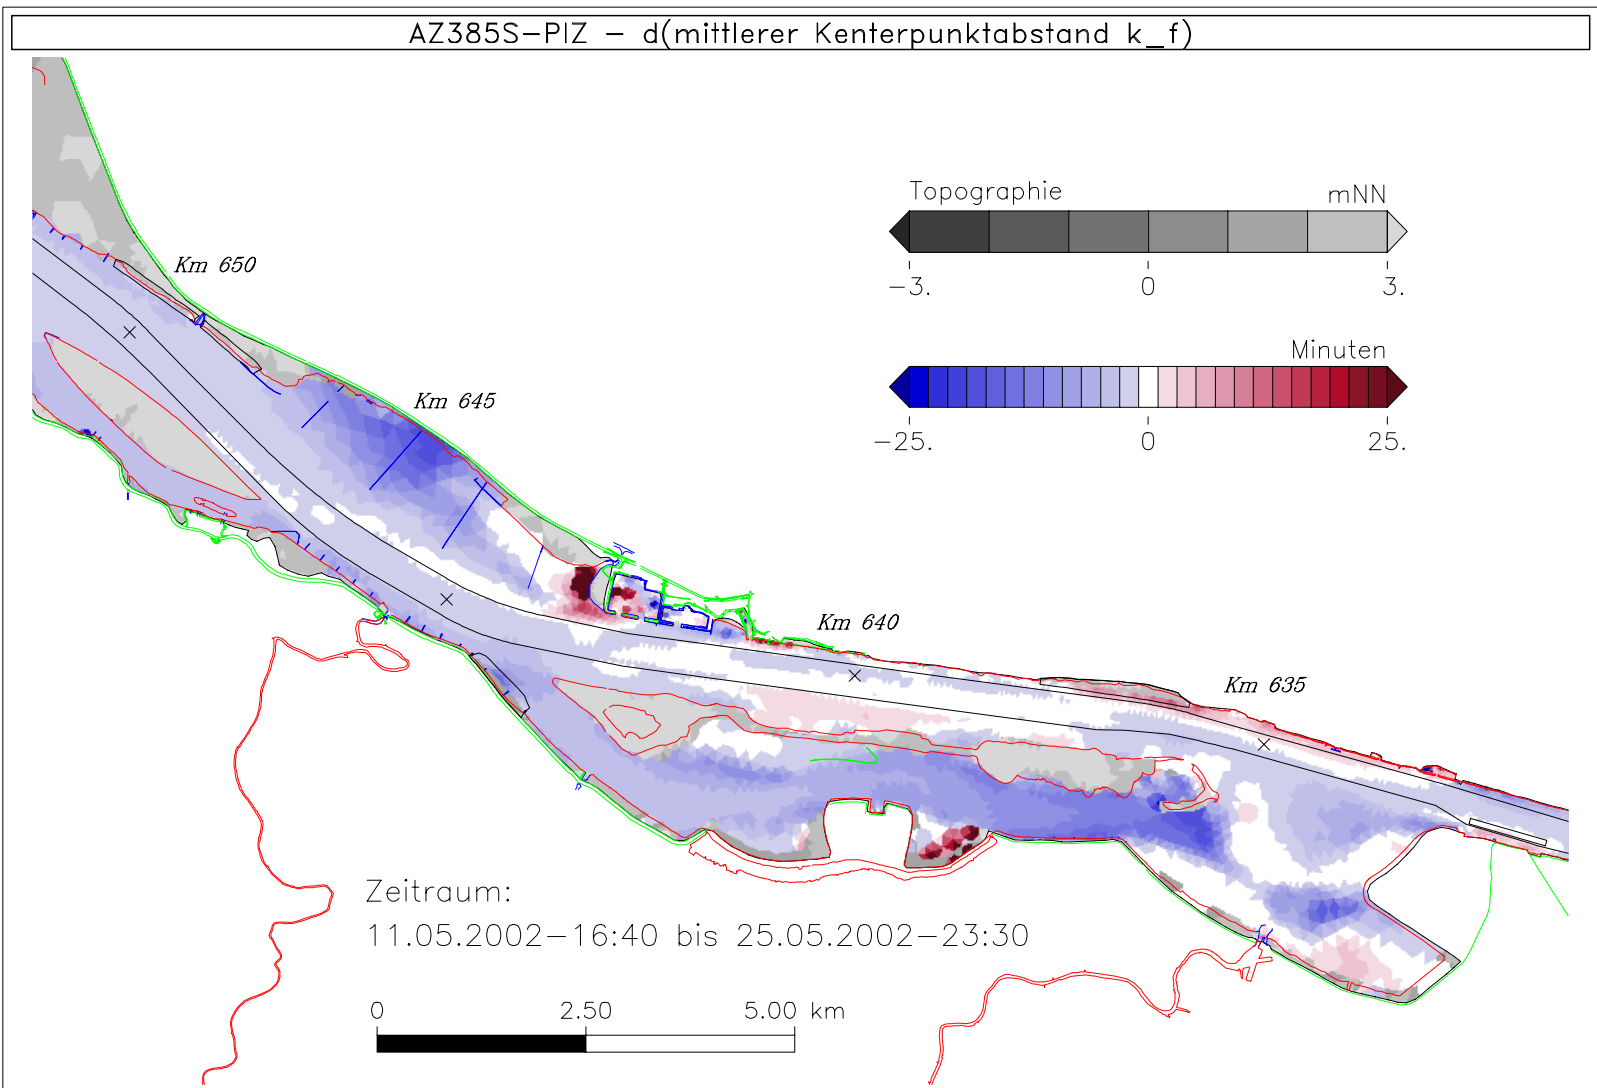 AZ385S-PIZ - d(mittlerer Kenterpunktabstand k_f)
Topographie mNN
-3. 0 3.
Km 650
Minuten
-25. 0 25.
Km 645
Km 640
Km 635
Zeitraum:
11.05.2002-16:40 bis 25.05.2002-23:30
0 2.50 5.00 km